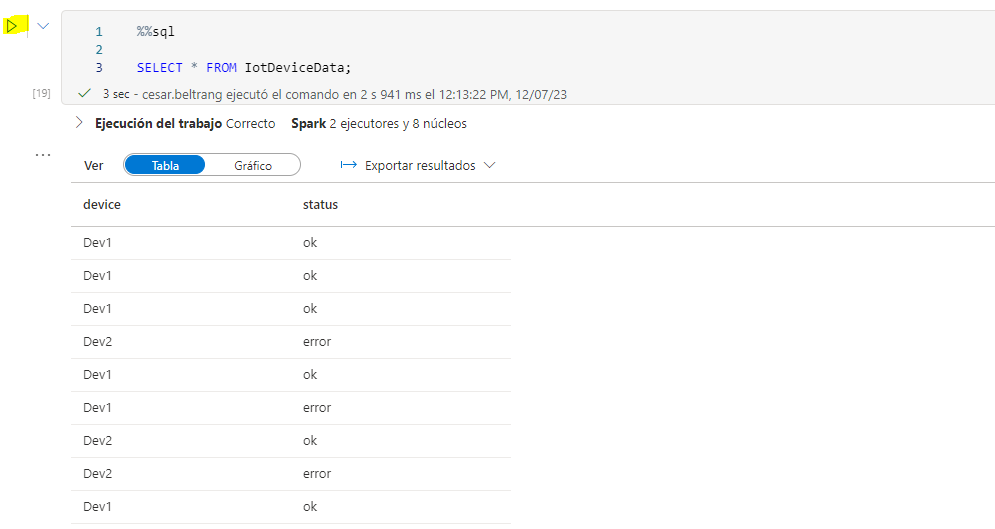 1 %%sql
2
3 SELECT * FROM IotDeviceData;
[19] 3 sec - cesar.beltrang ejecutó el comando en 2 s 941 ms el 12:13:22 PM, 12/07/23
Ejecución del trabajo Correcto Spark 2 ejecutores y 8 núcleos
Ver Tabla Gráfico Exportar resultados
device status
Dev1 ok
Dev1 ok
Dev1 ok
Dev2 error
Dev1 ok
Dev1 error
Dev2 ok
Dev2 error
Dev1 ok